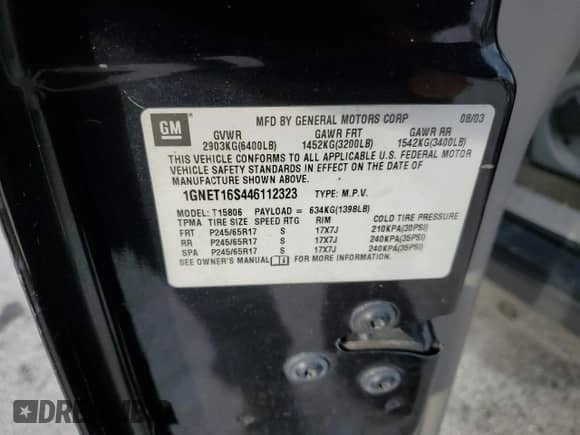 GM
MFD BY GENERAL MOTORS CORP 08/03
GVWR GAWR FRT GAWR RR
2903KG(6400LB) 1452KG(3200LB) 1542KG(3400LB)
THIS VEHICLE CONFORMS TO ALL APPLICABLE U.S. FEDERAL MOTOR
VEHICLE SAFETY STANDARDS IN EFFECT ON THE DATE OF
MANUFACTURE SHOWN ABOVE.
1GNET16S446112323 TYPE: M.P.V.
MODEL: T15806 PAYLOAD = 634KG(1398LB)
TPMA TIRE SIZE SPEED RTG RIM COLD TIRE PRESSURE
FRT P245/65R17 S 17X7J 210KPA(30PSI)
RR P245/65R17 S 17X7J 240KPA(35PSI)
SPA P245/65R17 S 17X7J 240KPA(35PSI)
SEE OWNER'S MANUAL FOR MORE INFORMATION.